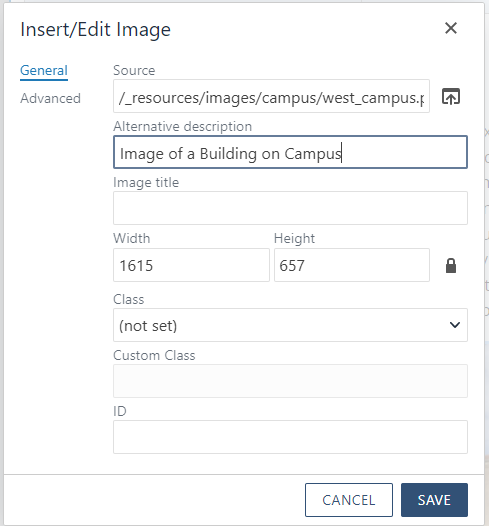 Insert/Edit Image
General
Advanced
Source
/_resources/images/campus/west_campus.p
Alternative description
Image of a Building on Campus
Image title
Width
Height
1615
657
Class
(not set)
Custom Class
ID
CANCEL
SAVE